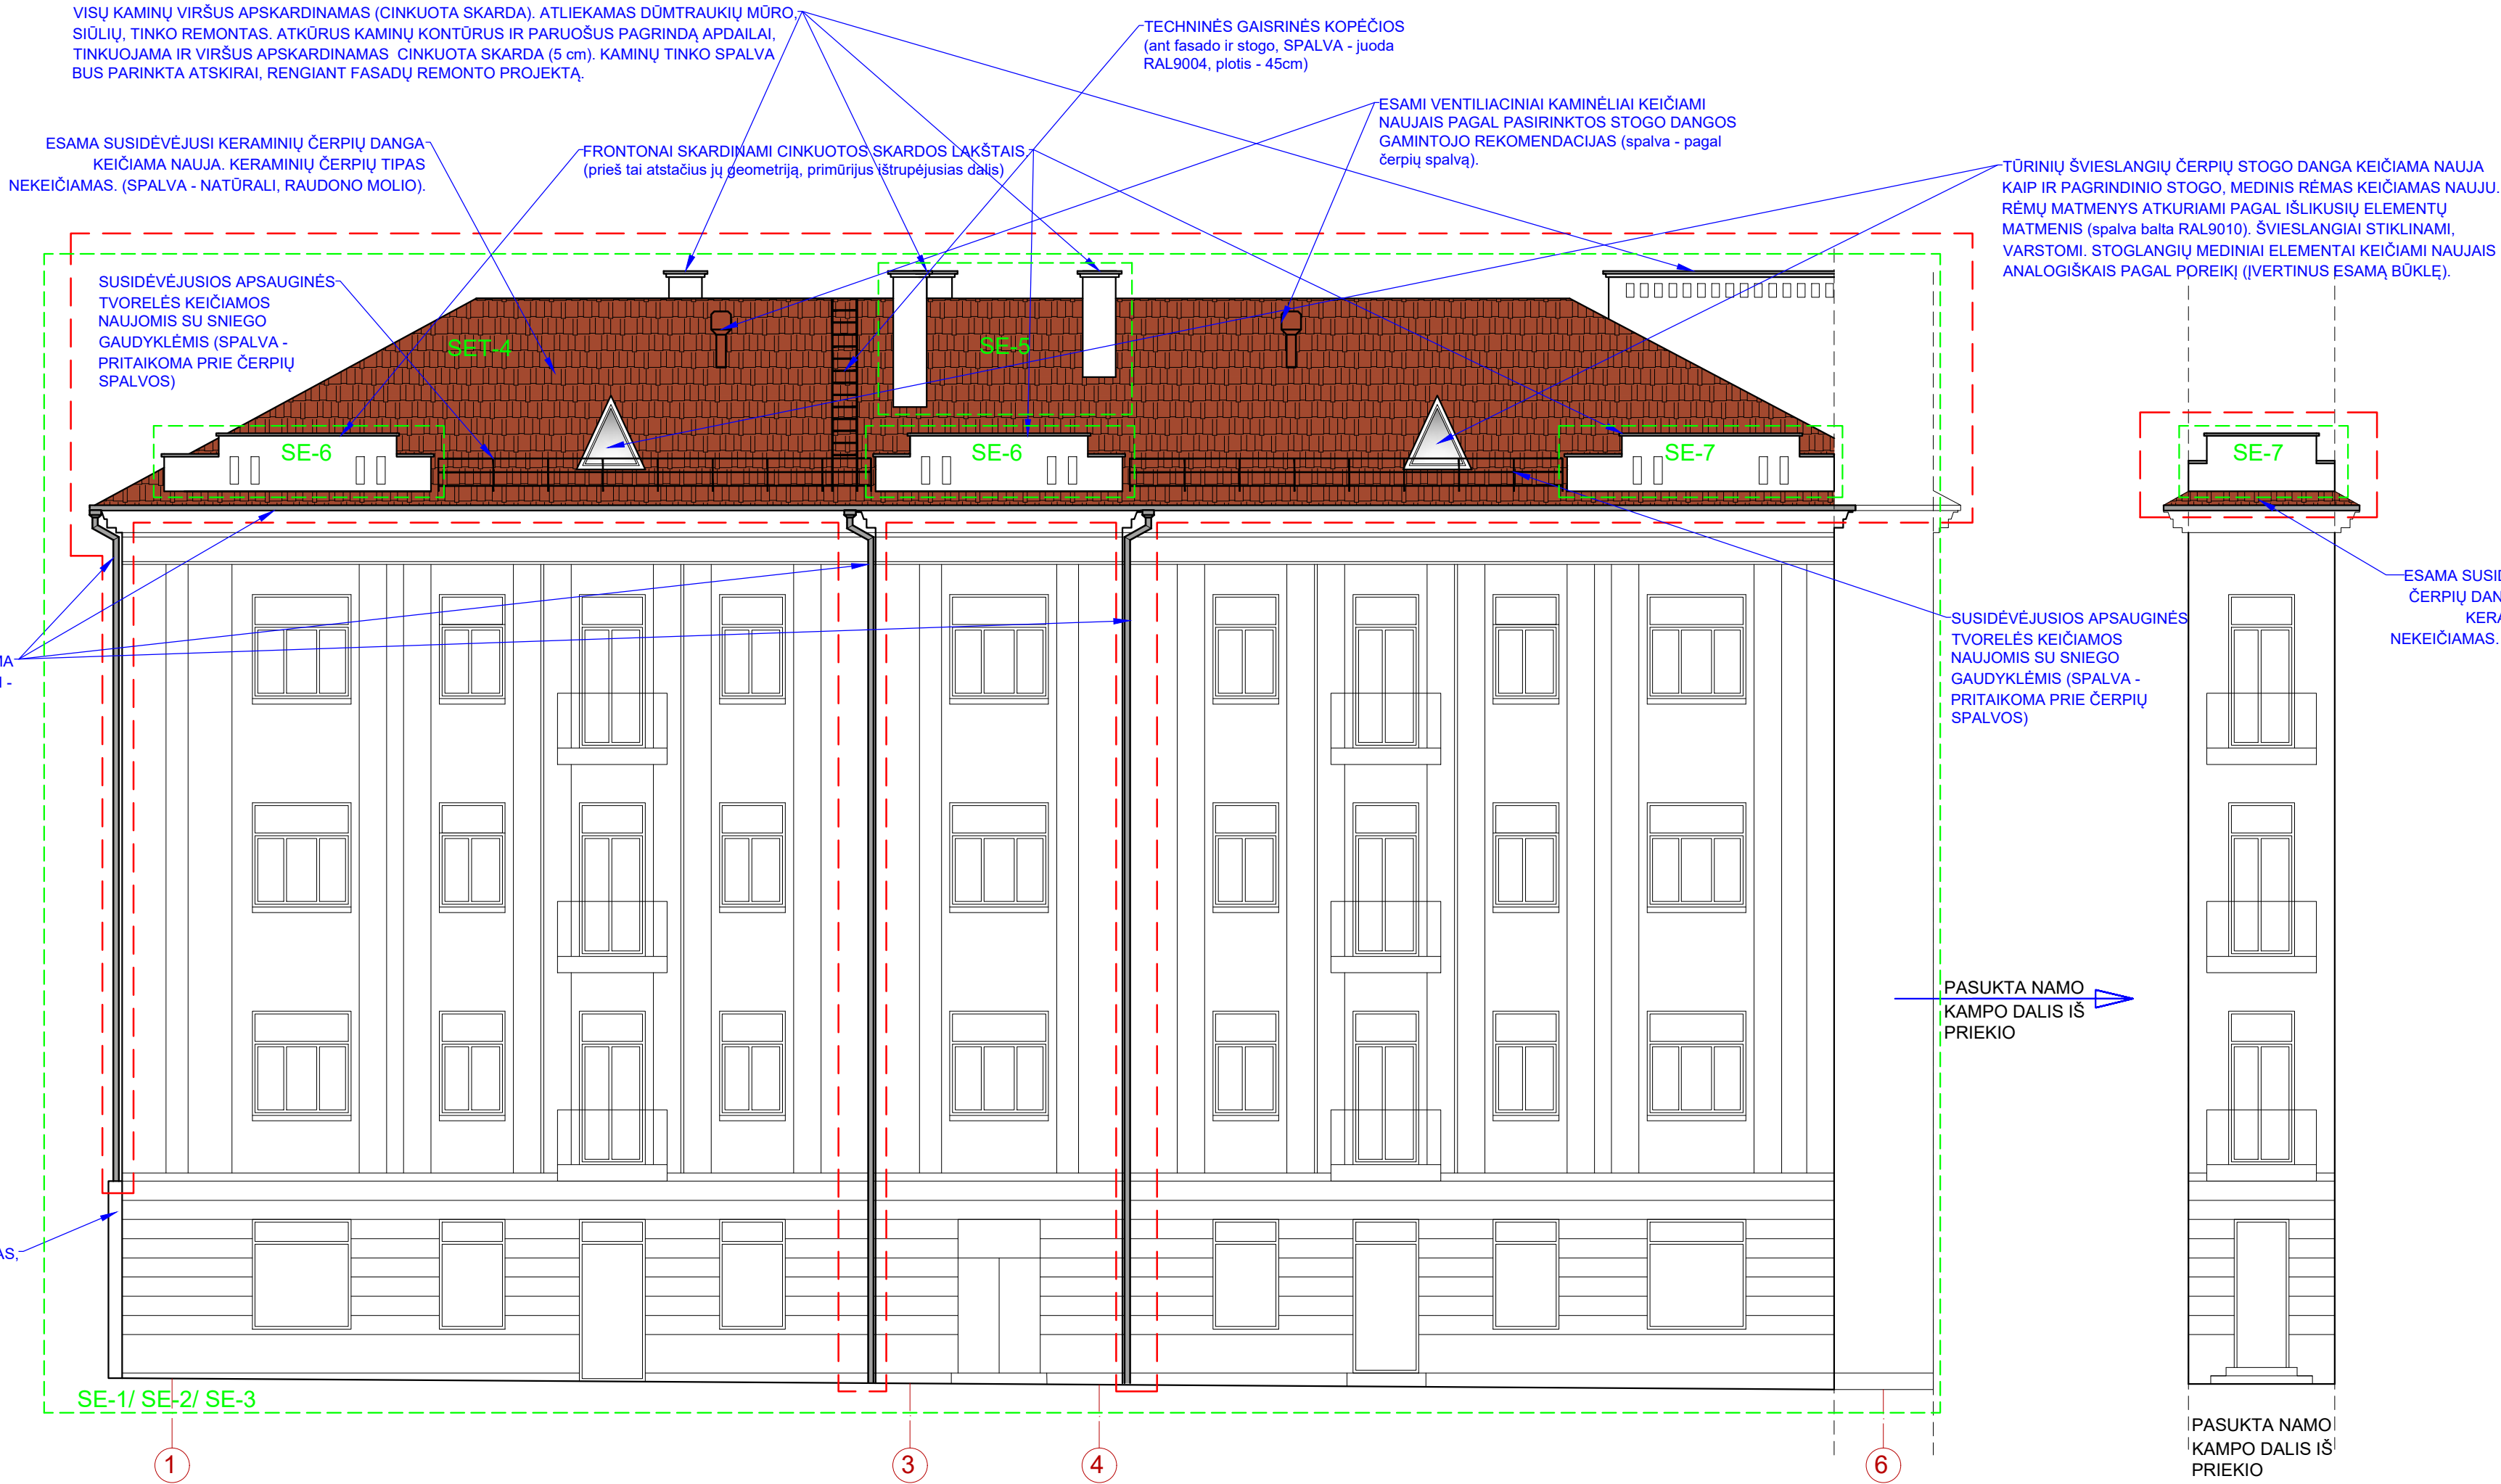 VISŲ KAMINŲ VIRŠUS APSKARDINAMAS (CINKUOTA SKARDA). ATLIEKAMAS DŪMTRAUKIŲ MŪRO,
SIŪLIŲ, TINKO REMONTAS. ATKŪRUS KAMINŲ KONTŪRUS IR PARUOŠUS PAGRINDĄ APDAILAI,
TINKUOJAMA IR VIRŠUS APSKARDINAMAS CINKUOTA SKARDA (5 cm). KAMINŲ TINKO SPALVA
BUS PARINKTA ATSKIRAI, RENGIANT FASADŲ REMONTO PROJEKTĄ.
TECHNINĖS GAISRINĖS KOPĖČIOS
(ant fasado ir stogo, SPALVA - juoda
RAL9004, plotis - 45cm)
ESAMI VENTILIACINIAI KAMINĖLIAI KEIČIAMI
NAUJAIS PAGAL PASIRINKTOS STOGO DANGOS
GAMINTOJO REKOMENDACIJAS (spalva - pagal
čerpių spalvą).
ESAMA SUSIDĖVĖJUSI KERAMINIŲ ČERPIŲ DANGA
KEIČIAMA NAUJA. KERAMINIŲ ČERPIŲ TIPAS
NEKEIČIAMAS. (SPALVA - NATŪRALI, RAUDONO MOLIO).
FRONTONAI SKARDINAMI CINKUOTOS SKARDOS LAKŠTAIS,
(prieš tai atstačius jų geometriją, primūrijus ištrupėjusias dalis)
TŪRINIŲ ŠVIESLANGIŲ ČERPIŲ STOGO DANGA KEIČIAMA NAUJA
KAIP IR PAGRINDINIO STOGO, MEDINIS RĖMAS KEIČIAMAS NAUJU.
RĖMŲ MATMENYS ATKURIAMI PAGAL IŠLIKUSIŲ ELEMENTŲ
MATMENIS (spalva balta RAL9010). ŠVIESLANGIAI STIKLINAMI,
VARSTOMI. STOGLANGIŲ MEDINIAI ELEMENTAI KEIČIAMI NAUJAIS
ANALOGIŠKAIS PAGAL POREIKĮ (ĮVERTINUS ESAMĄ BŪKLĘ).
SUSIDĖVĖJUSIOS APSAUGINĖS
TVORELĖS KEIČIAMOS
NAUJOMIS SU SNIEGO
GAUDYKLĖMIS (SPALVA -
PRITAIKOMA PRIE ČERPIŲ
SPALVOS)
SET-4
SE-5
SE-6
SE-6
SE-7
SE-7
ESAMA
ČERPIŲ
NEKEIČIAMAS.
SUSIDĖVĖJUSIOS APSAUGINĖS
TVORELĖS KEIČIAMOS
NAUJOMIS SU SNIEGO
GAUDYKLĖMIS (SPALVA -
PRITAIKOMA PRIE ČERPIŲ
SPALVOS)
PASUKTA NAMO
KAMPO DALIS IŠ
PRIEKIO
SE-1/ SE-2/ SE-3
1
3
4
6
PASUKTA NAMO
KAMPO DALIS IŠ
PRIEKIO